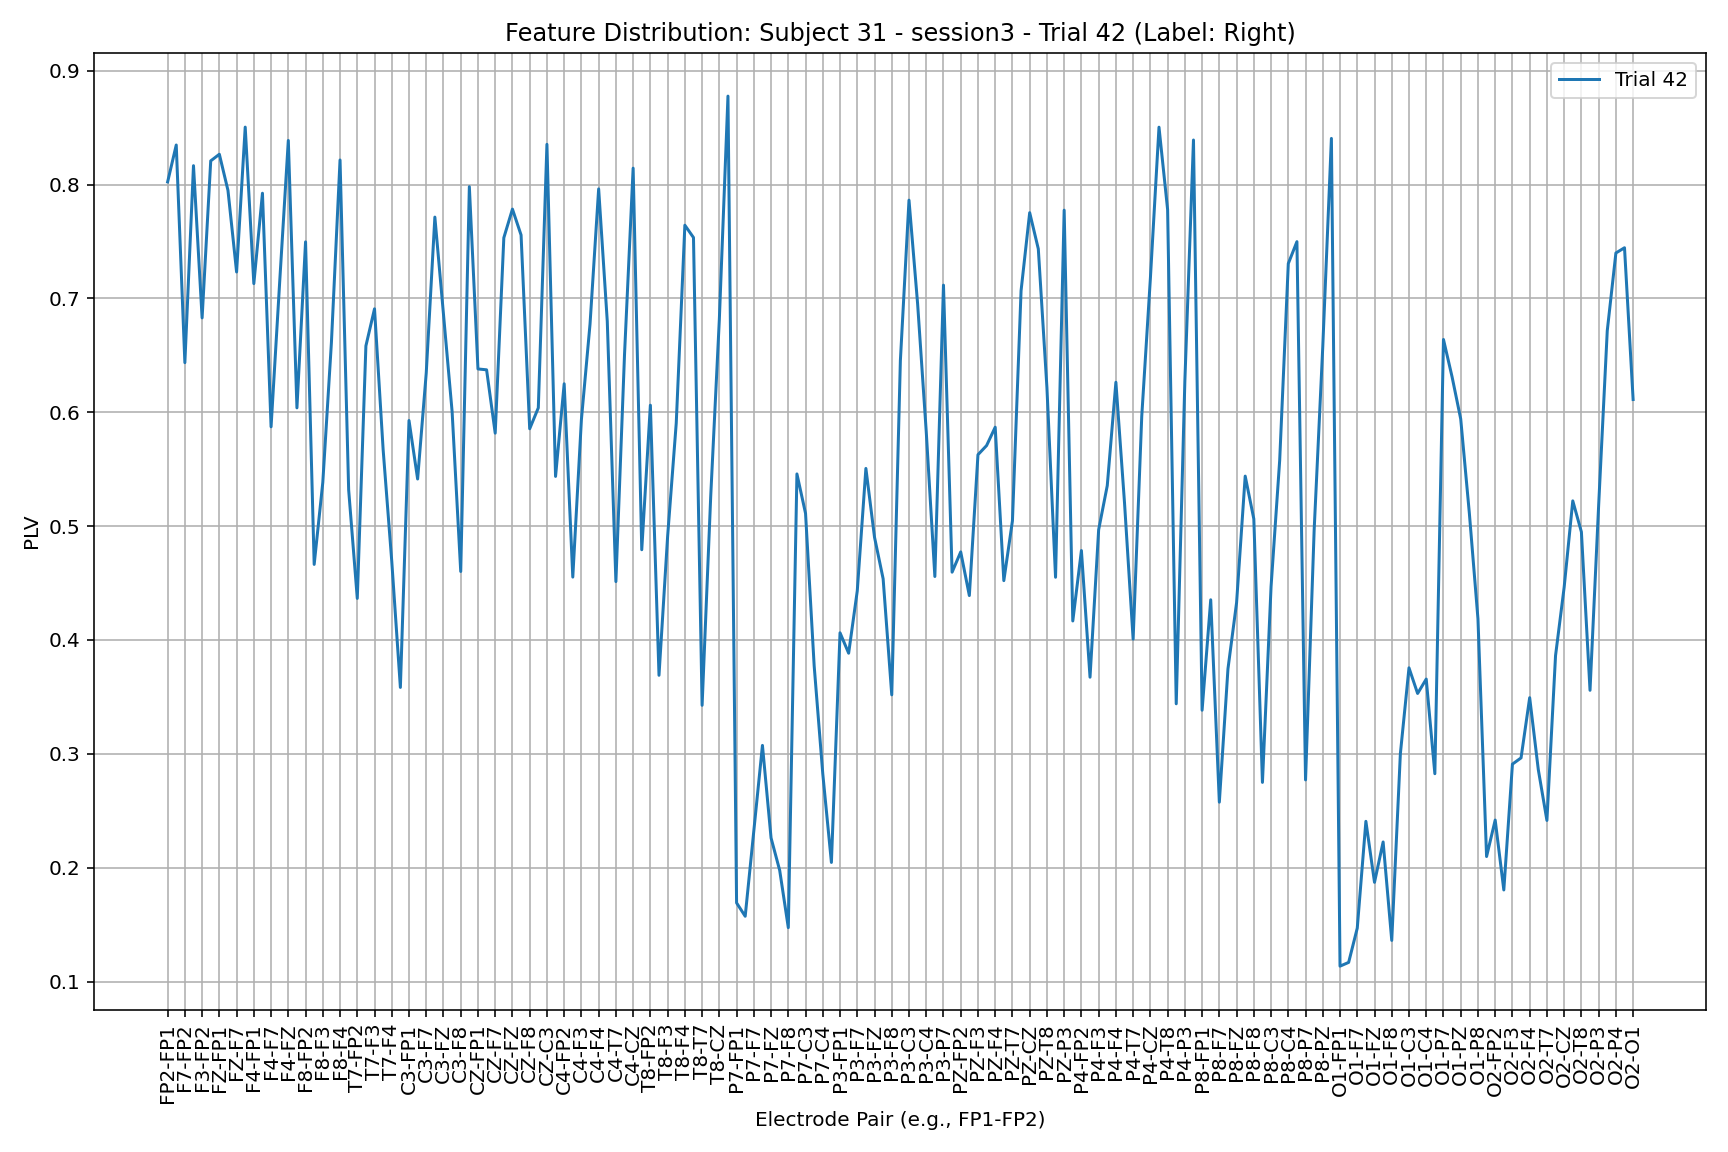 Feature Distribution: Subject 31 - session3 - Trial 42 (Label: Right)
Trial 42
PLV
0.9
0.8
0.7
0.6
0.5
0.4
0.3
0.2
0.1
FP2-FP1
F7-FP2
F3-FP2
FZ-FP1
FZ-F7
F4-FP1
F4-F7
F4-FZ
F8-FP2
F8-F3
F8-F4
T7-FP2
T7-F3
T7-F4
C3-FP1
C3-F7
C3-FZ
C3-F8
CZ-FP1
CZ-F3
CZ-FZ
CZ-F8
CZ-C3
C4-FP2
C4-F3
C4-F4
C4-T7
C4-CZ
T8-FP2
T8-F3
T8-F4
T8-T7
T8-CZ
P7-FP1
P7-F7
P7-FZ
P7-F8
P7-C3
P7-C4
P3-FP1
P3-F7
P3-FZ
P3-F8
P3-C3
P3-C4
P3-P7
PZ-FP2
PZ-F3
PZ-F4
PZ-T7
PZ-CZ
PZ-T8
PZ-P3
P4-FP2
P4-F3
P4-F4
P4-T7
P4-CZ
P4-T8
P4-P3
P8-FP1
P8-F7
P8-FZ
P8-F8
P8-C3
P8-C4
P8-P7
P8-PZ
O1-FP1
O1-F7
O1-FZ
O1-F8
O1-C3
O1-C4
O1-P7
O1-PZ
O1-P8
O2-FP2
O2-F3
O2-F4
O2-T7
O2-CZ
O2-T8
O2-P3
O2-P4
O2-O1
Electrode Pair (e.g., FP1-FP2)